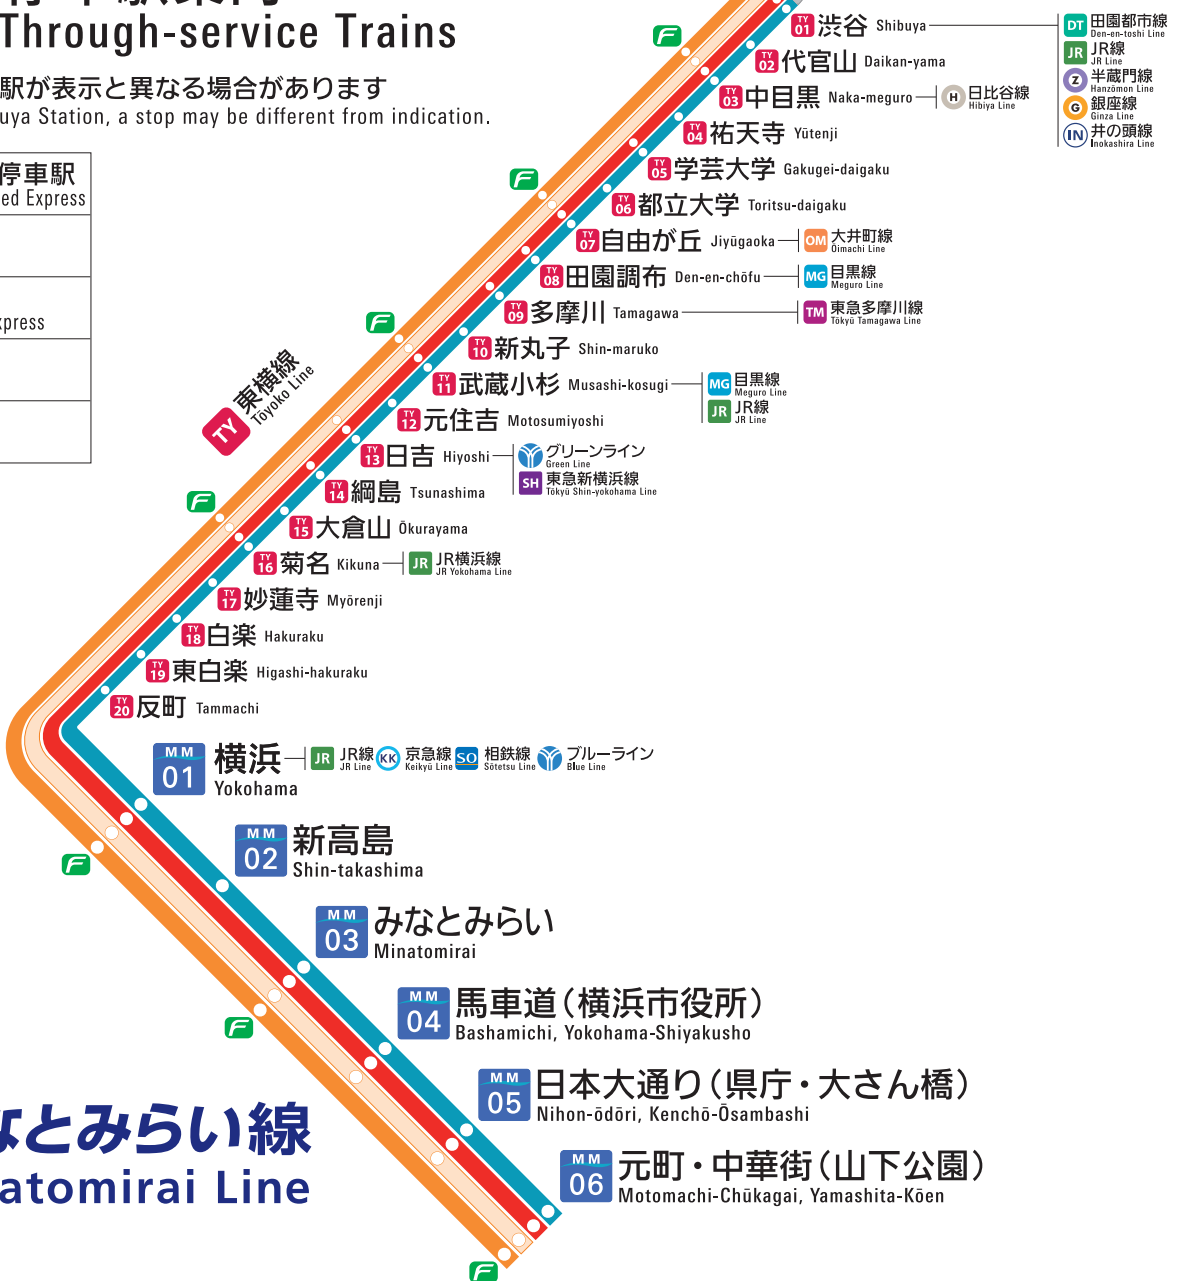 Through-service Trains
駅が表示と異なる場合があります
uya Station, a stop may be different from indication.
停車駅
ed Express
xpress
TY 東横線
Tōyoko Line
TY 01 渋谷 Shibuya
DT 田園都市線
Den-en-toshi Line
JR JR線
JR Line
Z 半蔵門線
Hanzōmon Line
G 銀座線
Ginza Line
IN 井の頭線
Inokashira Line
TY 02 代官山 Daikan-yama
TY 03 中目黒 Naka-meguro
H 日比谷線
Hibiya Line
TY 04 祐天寺 Yūtenji
TY 05 学芸大学 Gakugei-daigaku
TY 06 都立大学 Toritsu-daigaku
TY 07 自由が丘 Jiyūgaoka
OM 大井町線
Ōimachi Line
TY 08 田園調布 Den-en-chōfu
MG 目黒線
Meguro Line
TY 09 多摩川 Tamagawa
TM 東急多摩川線
Tōkyū Tamagawa Line
TY 10 新丸子 Shin-maruko
TY 11 武蔵小杉 Musashi-kosugi
MG 目黒線
Meguro Line
JR JR線
JR Line
TY 12 元住吉 Motosumiyoshi
TY 13 日吉 Hiyoshi
グリーンライン
Green Line
SH 東急新横浜線
Tōkyū Shin-yokohama Line
TY 14 綱島 Tsunashima
TY 15 大倉山 Ōkurayama
TY 16 菊名 Kikuna
JR JR横浜線
JR Yokohama Line
TY 17 妙蓮寺 Myōrenji
TY 18 白楽 Hakuraku
TY 19 東白楽 Higashi-hakuraku
TY 20 反町 Tammachi
MM 01 横浜
Yokohama
JR JR線
JR Line
KK 京急線
Keikyū Line
SO 相鉄線
Sōtetsu Line
ブルーライン
Blue Line
MM 02 新高島
Shin-takashima
MM 03 みなとみらい
Minatomirai
MM 04 馬車道(横浜市役所)
Bashamichi, Yokohama-Shiyakusho
MM 05 日本大通り(県庁・大さん橋)
Nihon-ōdōri, Kenchō-Ōsambashi
MM 06 元町・中華街(山下公園)
Motomachi-Chūkagai, Yamashita-Kōen
なとみらい線
atomirai Line
F
F
F
F
F
F
F